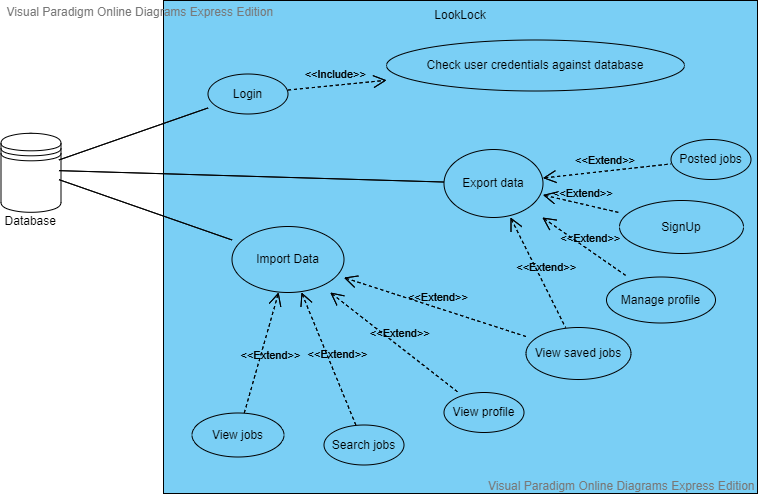 Visual Paradigm Online Diagrams Express Edition
LookLock
Check user credentials against database
<<Include>>
Login
Posted jobs
<<Extend>>
Export data
<<Extend>>
Database
SignUp
<<Extend>>
Import Data
<<Extend>>
Manage profile
<<Extend>>
<<Extend>>
<<Extend>>
<<Extend>>
<<Extend>>
View saved jobs
View profile
View jobs
Search jobs
Visual Paradigm Online Diagrams Express Edition